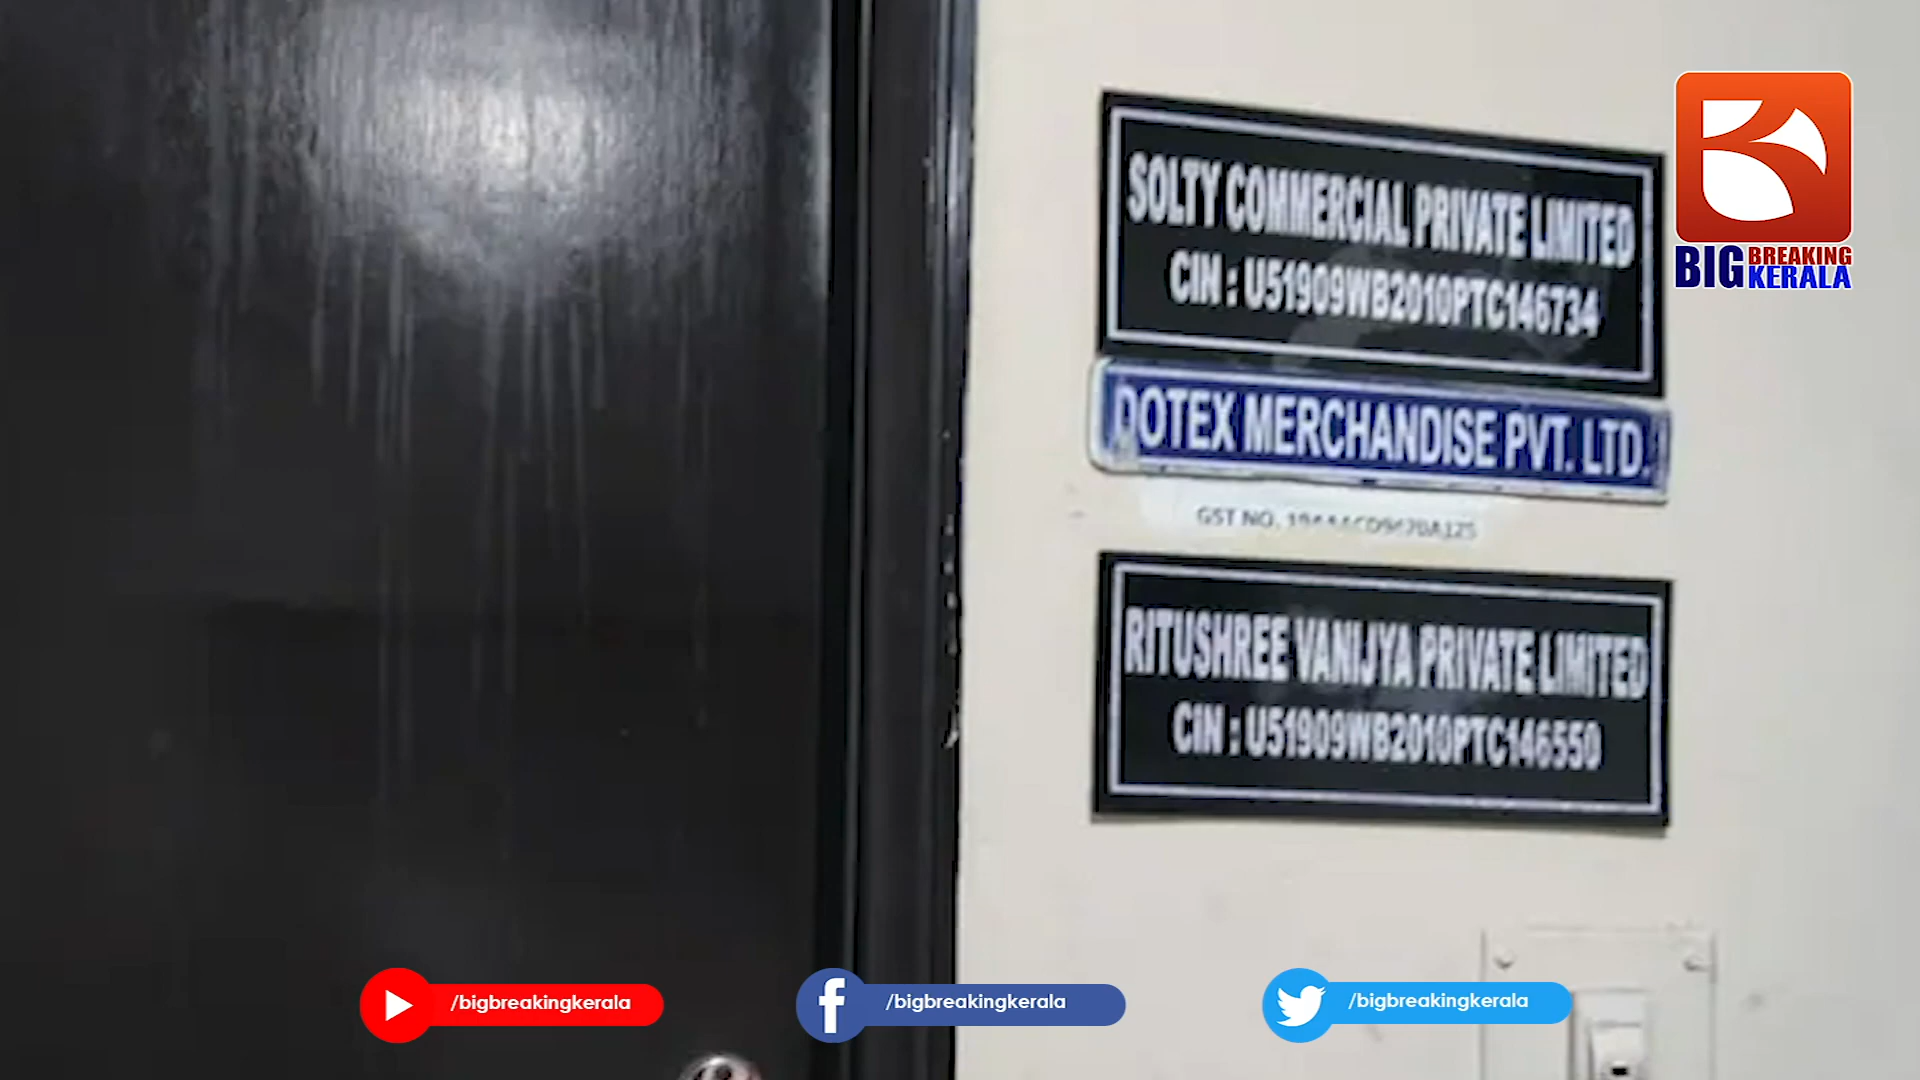 SOLTY COMMERCIAL PRIVATE LIMITED
CIN : U51909WB2010PTC146734
DOTEX MERCHANDISE PVT. LTD.
GST NO.
RITUSHREE VANIJYA PRIVATE LIMITED
CIN : U51909WB2010PTC146550
BIG BREAKING KERALA
/bigbreakingkerala
/bigbreakingkerala
/bigbreakingkerala